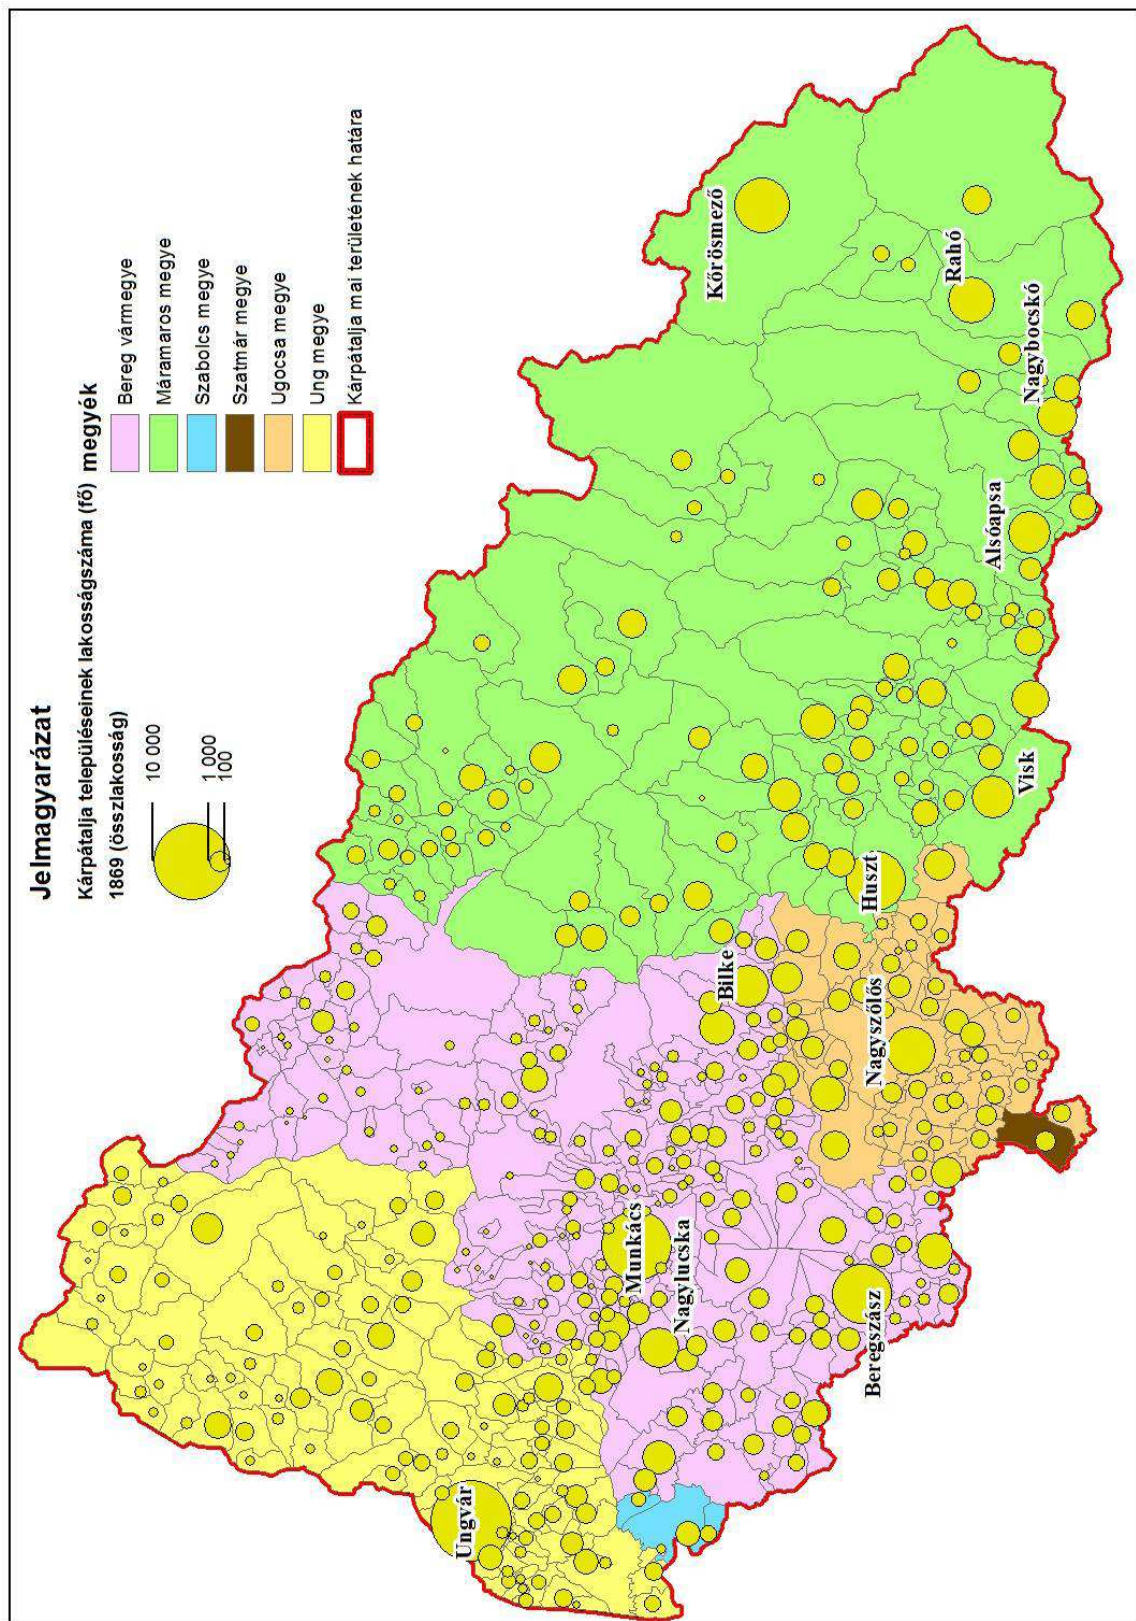 Jelmagyarázat
Kárpátalja településeinek lakosságszáma (fő)
1869 (összlakosság)
10 000
1 000
100
megyék
Bereg vármegye
Máramaros megye
Szabolcs megye
Szatmár megye
Ugocsa megye
Ung megye
Kárpátalja mai területének határa
Ungvár
Munkács
Nagylucska
Beregszász
Bilke
Nagyszőlős
Huszt
Visk
Alsóapsa
Nagybocskó
Rahó
Kőrösmező